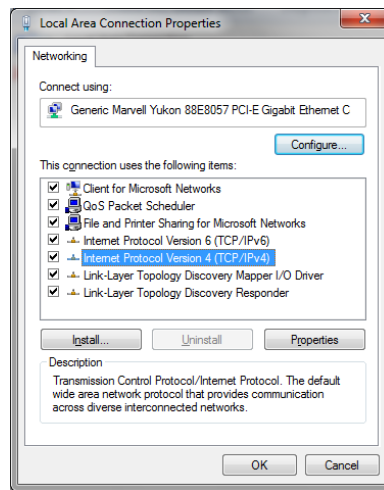 Local Area Connection Properties
Networking
Connect using:
Generic Marvell Yukon 88E8057 PCI-E Gigabit Ethernet C
Configure...
This connection uses the following items:
Client for Microsoft Networks
QoS Packet Scheduler
File and Printer Sharing for Microsoft Networks
Internet Protocol Version 6 (TCP/IPv6)
Internet Protocol Version 4 (TCP/IPv4)
Link-Layer Topology Discovery Mapper I/O Driver
Link-Layer Topology Discovery Responder
Install... Uninstall Properties
Description
Transmission Control Protocol/Internet Protocol. The default
wide area network protocol that provides communication
across diverse interconnected networks.
OK Cancel